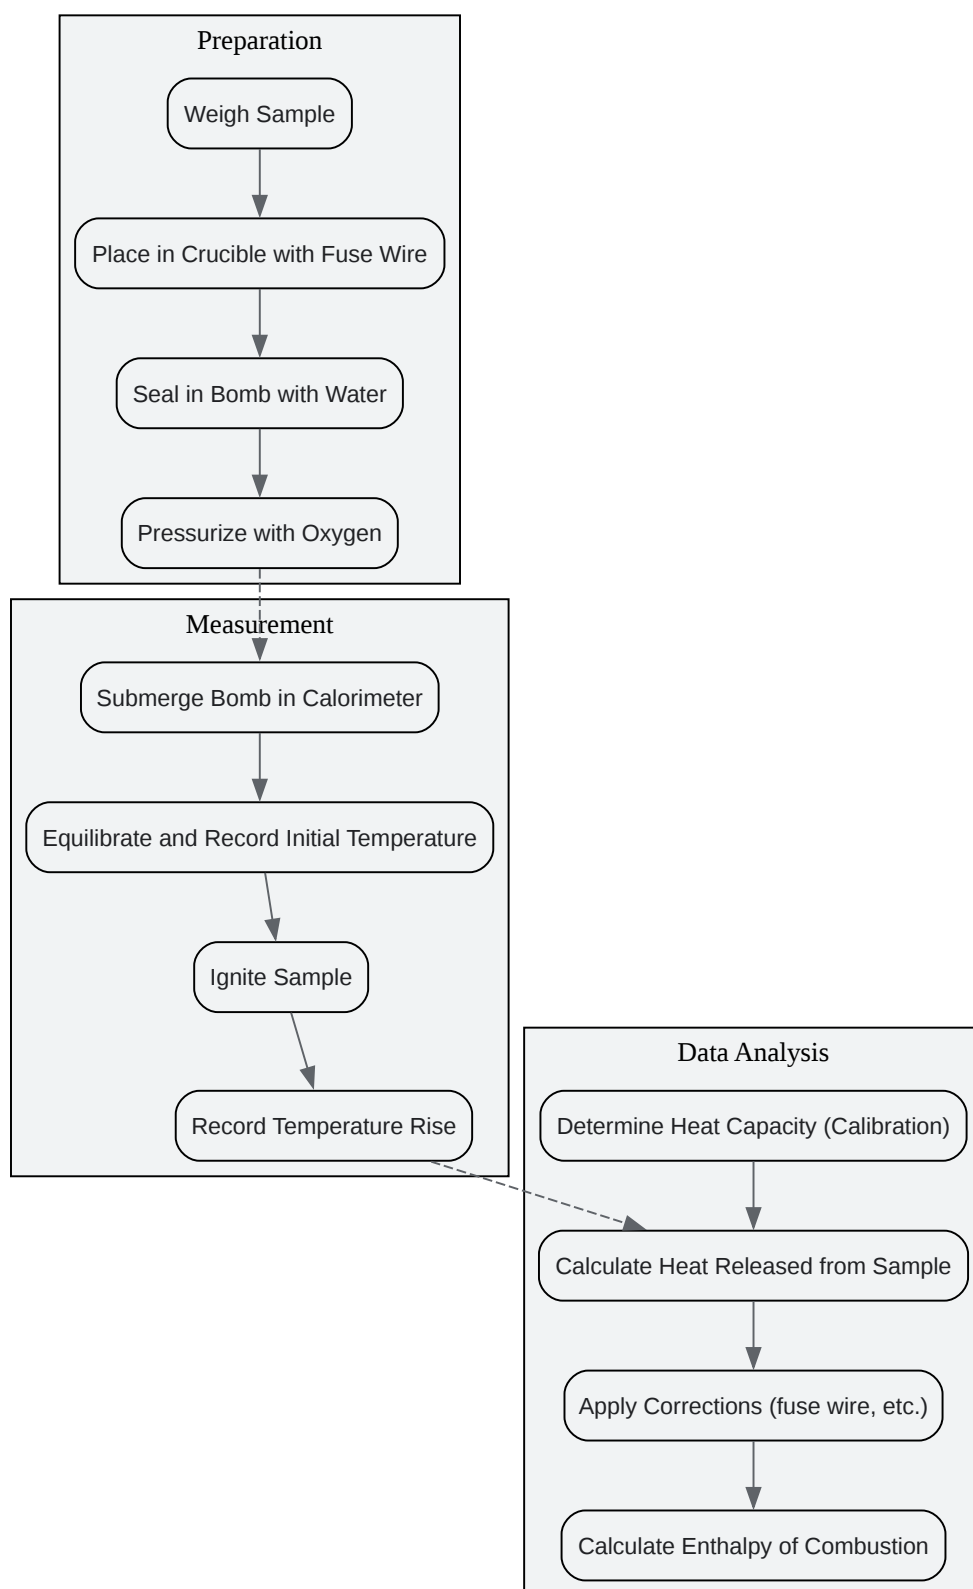 Preparation
Weigh Sample
Place in Crucible with Fuse Wire
Seal in Bomb with Water
Pressurize with Oxygen
Measurement
Submerge Bomb in Calorimeter
Equilibrate and Record Initial Temperature
Ignite Sample
Record Temperature Rise
Data Analysis
Determine Heat Capacity (Calibration)
Calculate Heat Released from Sample
Apply Corrections (fuse wire, etc.)
Calculate Enthalpy of Combustion